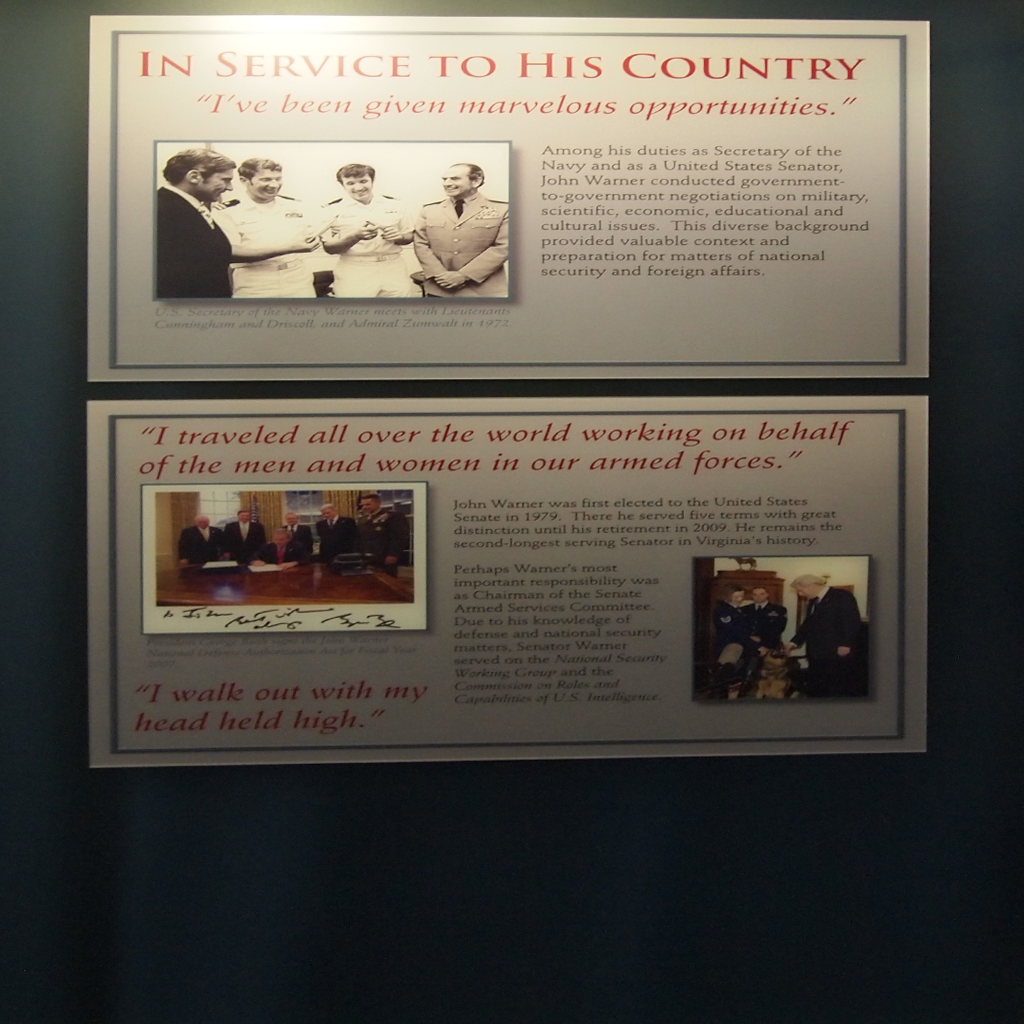 IN SERVICE TO HIS COUNTRY
"I've been given marvelous opportunities."
Among his duties as Secretary of the
Navy and as a United States Senator,
John Warner conducted government-
to-government negotiations on military,
scientific, economic, educational and
cultural issues. This diverse background
provided valuable context and
preparation for matters of national
security and foreign affairs.
U.S. Secretary of the Navy Warner meets with Lieutenants
Cunningham and Driscoll, and Admiral Zumwalt in 1972.
"I traveled all over the world working on behalf
of the men and women in our armed forces."
John Warner was first elected to the United States
Senate in 1979. There he served five terms with great
distinction until his retirement in 2009. He remains the
second-longest serving Senator in Virginia's history.
Perhaps Warner's most
important responsibility was
as Chairman of the Senate
Armed Services Committee.
Due to his knowledge of
defense and national security
matters, Senator Warner
served on the National Security
Working Group and the
Commission on Roles and
Capabilities of U.S. Intelligence.
President George Bush signs the John Warner
National Defense Authorization Act for Fiscal Year
2007.
"I walk out with my
head held high."